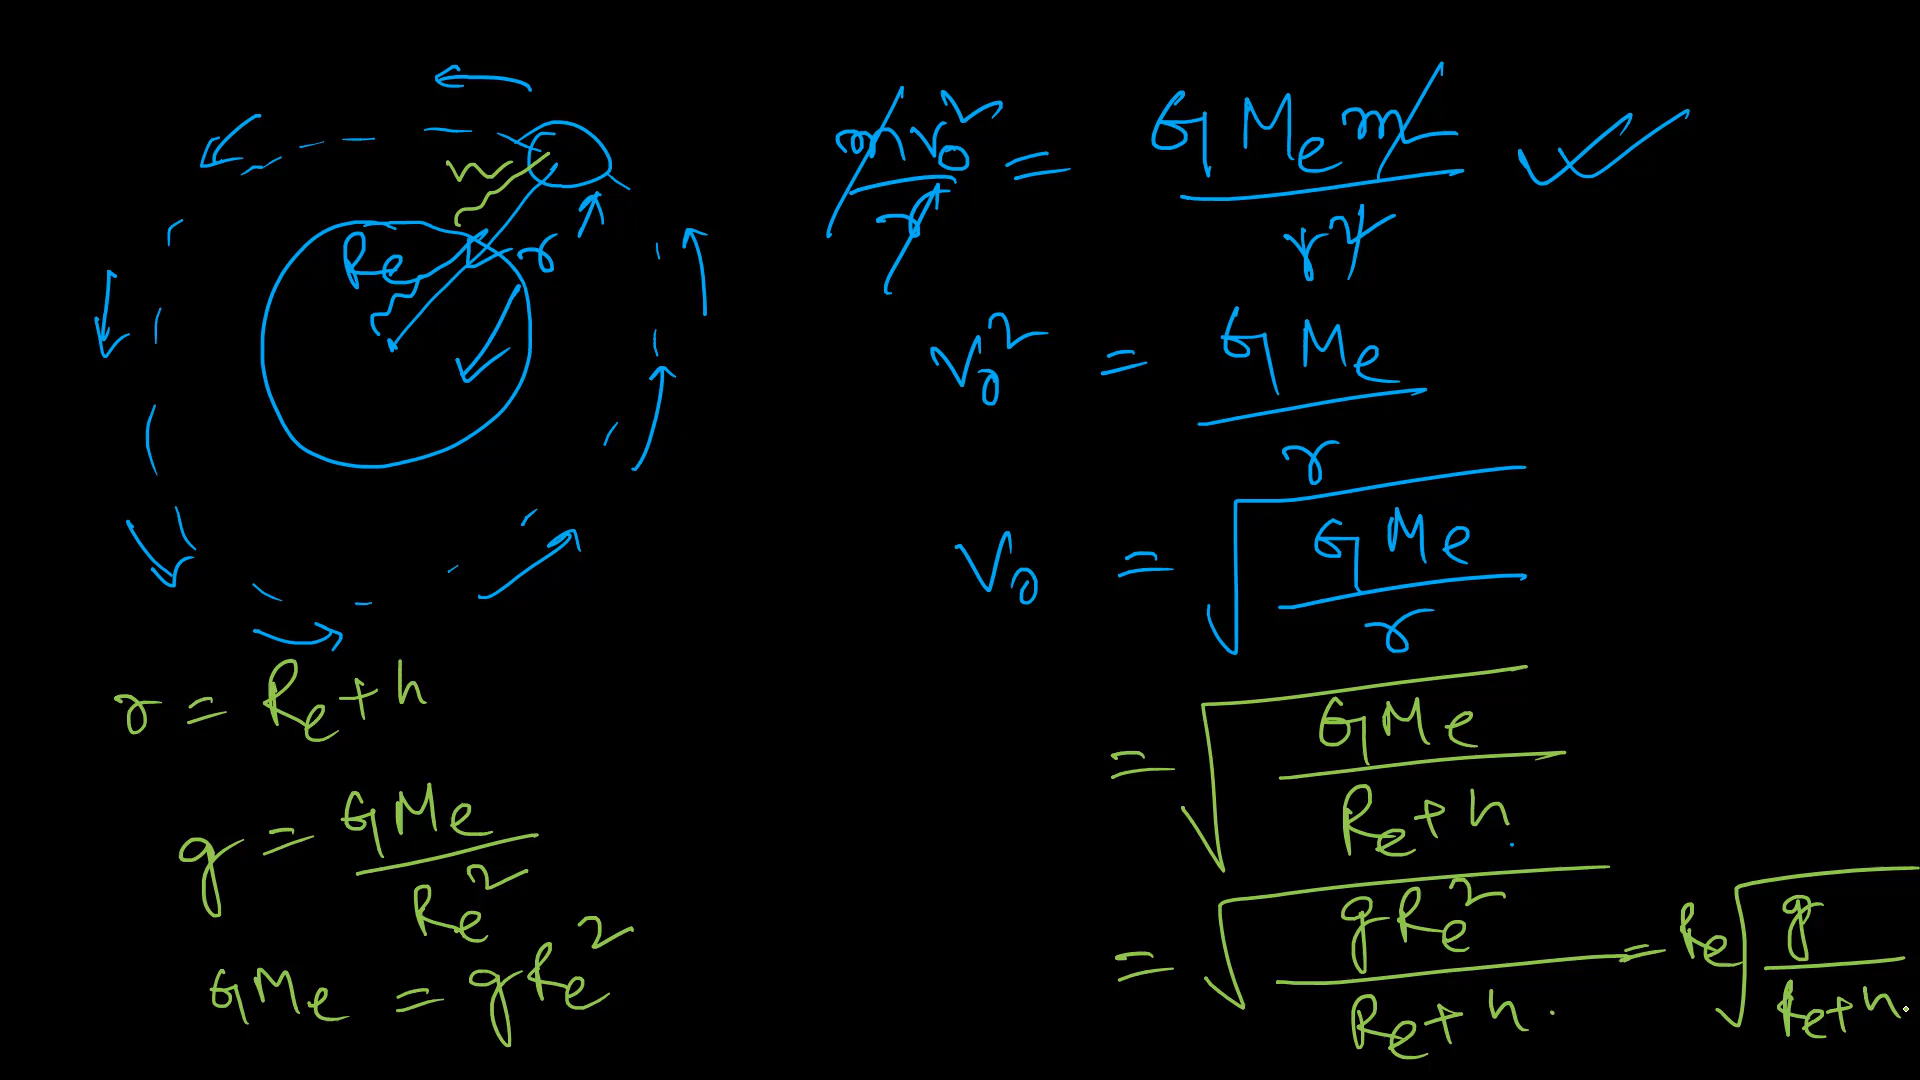 h
Re
r
r = Re + h
g = GMe / Re²
GMe = gRe²
mv₀² / r = GMem / r²
v₀² = GMe / r
v₀ = √(GMe / r)
= √(GMe / (Re + h))
= √(gRe² / (Re + h)) = Re √(g / (Re + h))